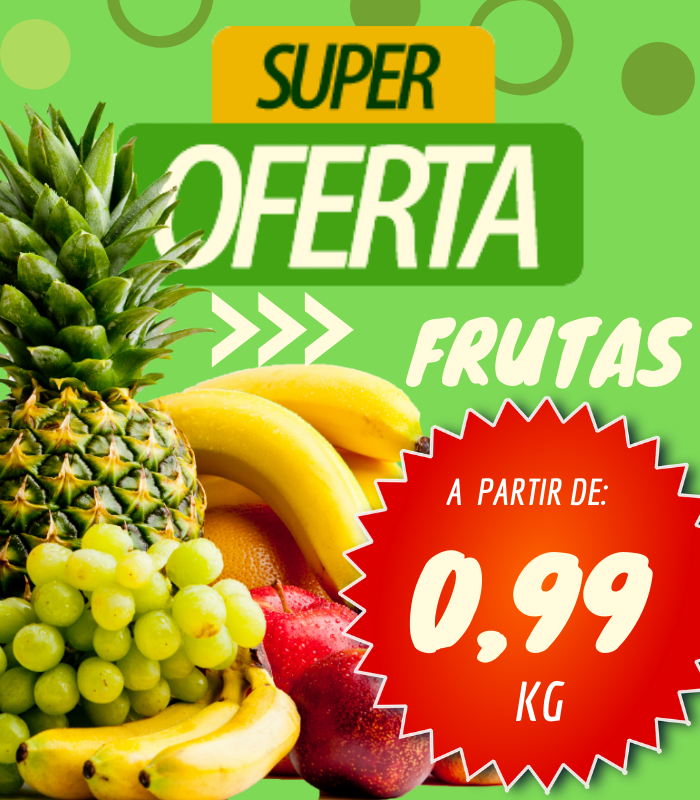 SUPER
OFERTA
>>> FRUTAS
A PARTIR DE:
0,99
KG